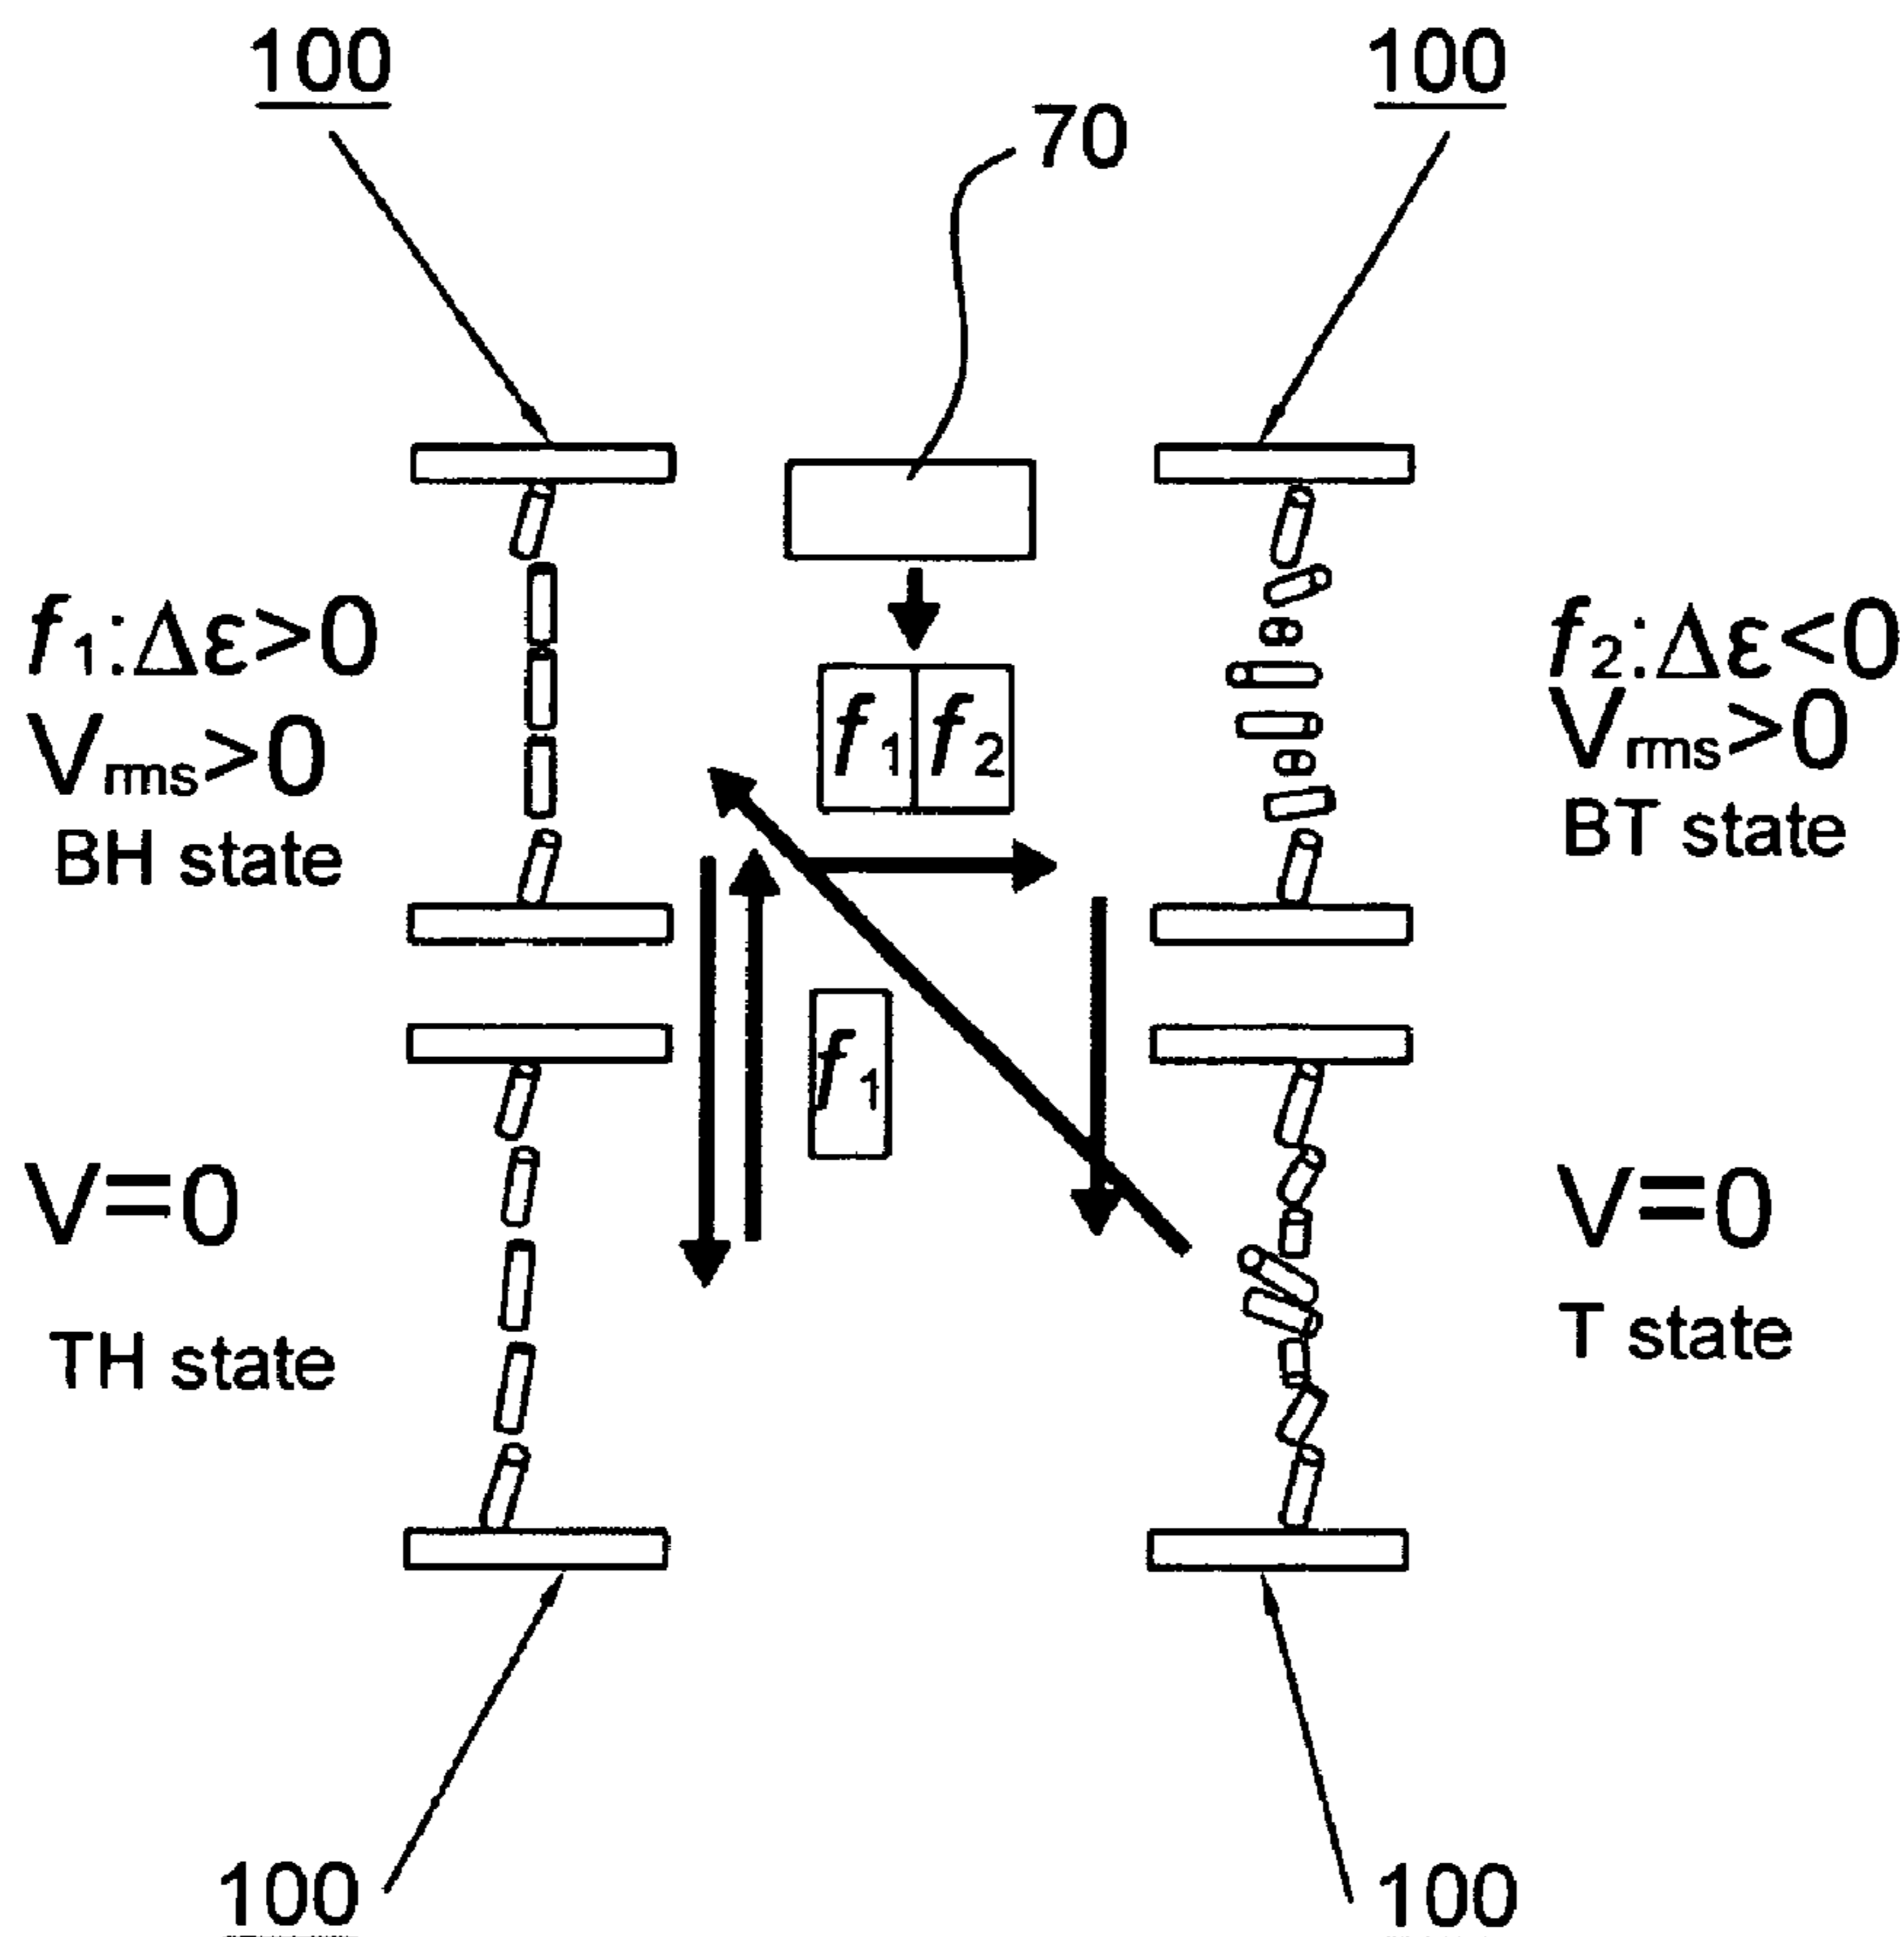 100
100
70
f1:Δε>0
Vrms>0
BH state
f1 f2
f2:Δε<0
Vrms>0
BT state
f1
V=0
TH state
V=0
T state
100
100